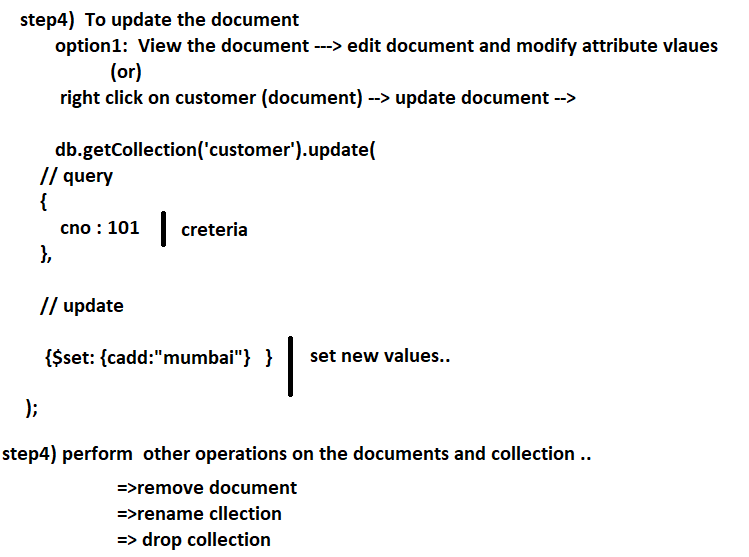 step4) To update the document
option1: View the document ---> edit document and modify attribute vlaues
(or)
right click on customer (document) --> update document -->
db.getCollection('customer').update(
// query
{
cno : 101 creteria
},
// update
{$set: {cadd:"mumbai"} } set new values..
);
step4) perform other operations on the documents and collection ..
=>remove document
=>rename cllection
=> drop collection